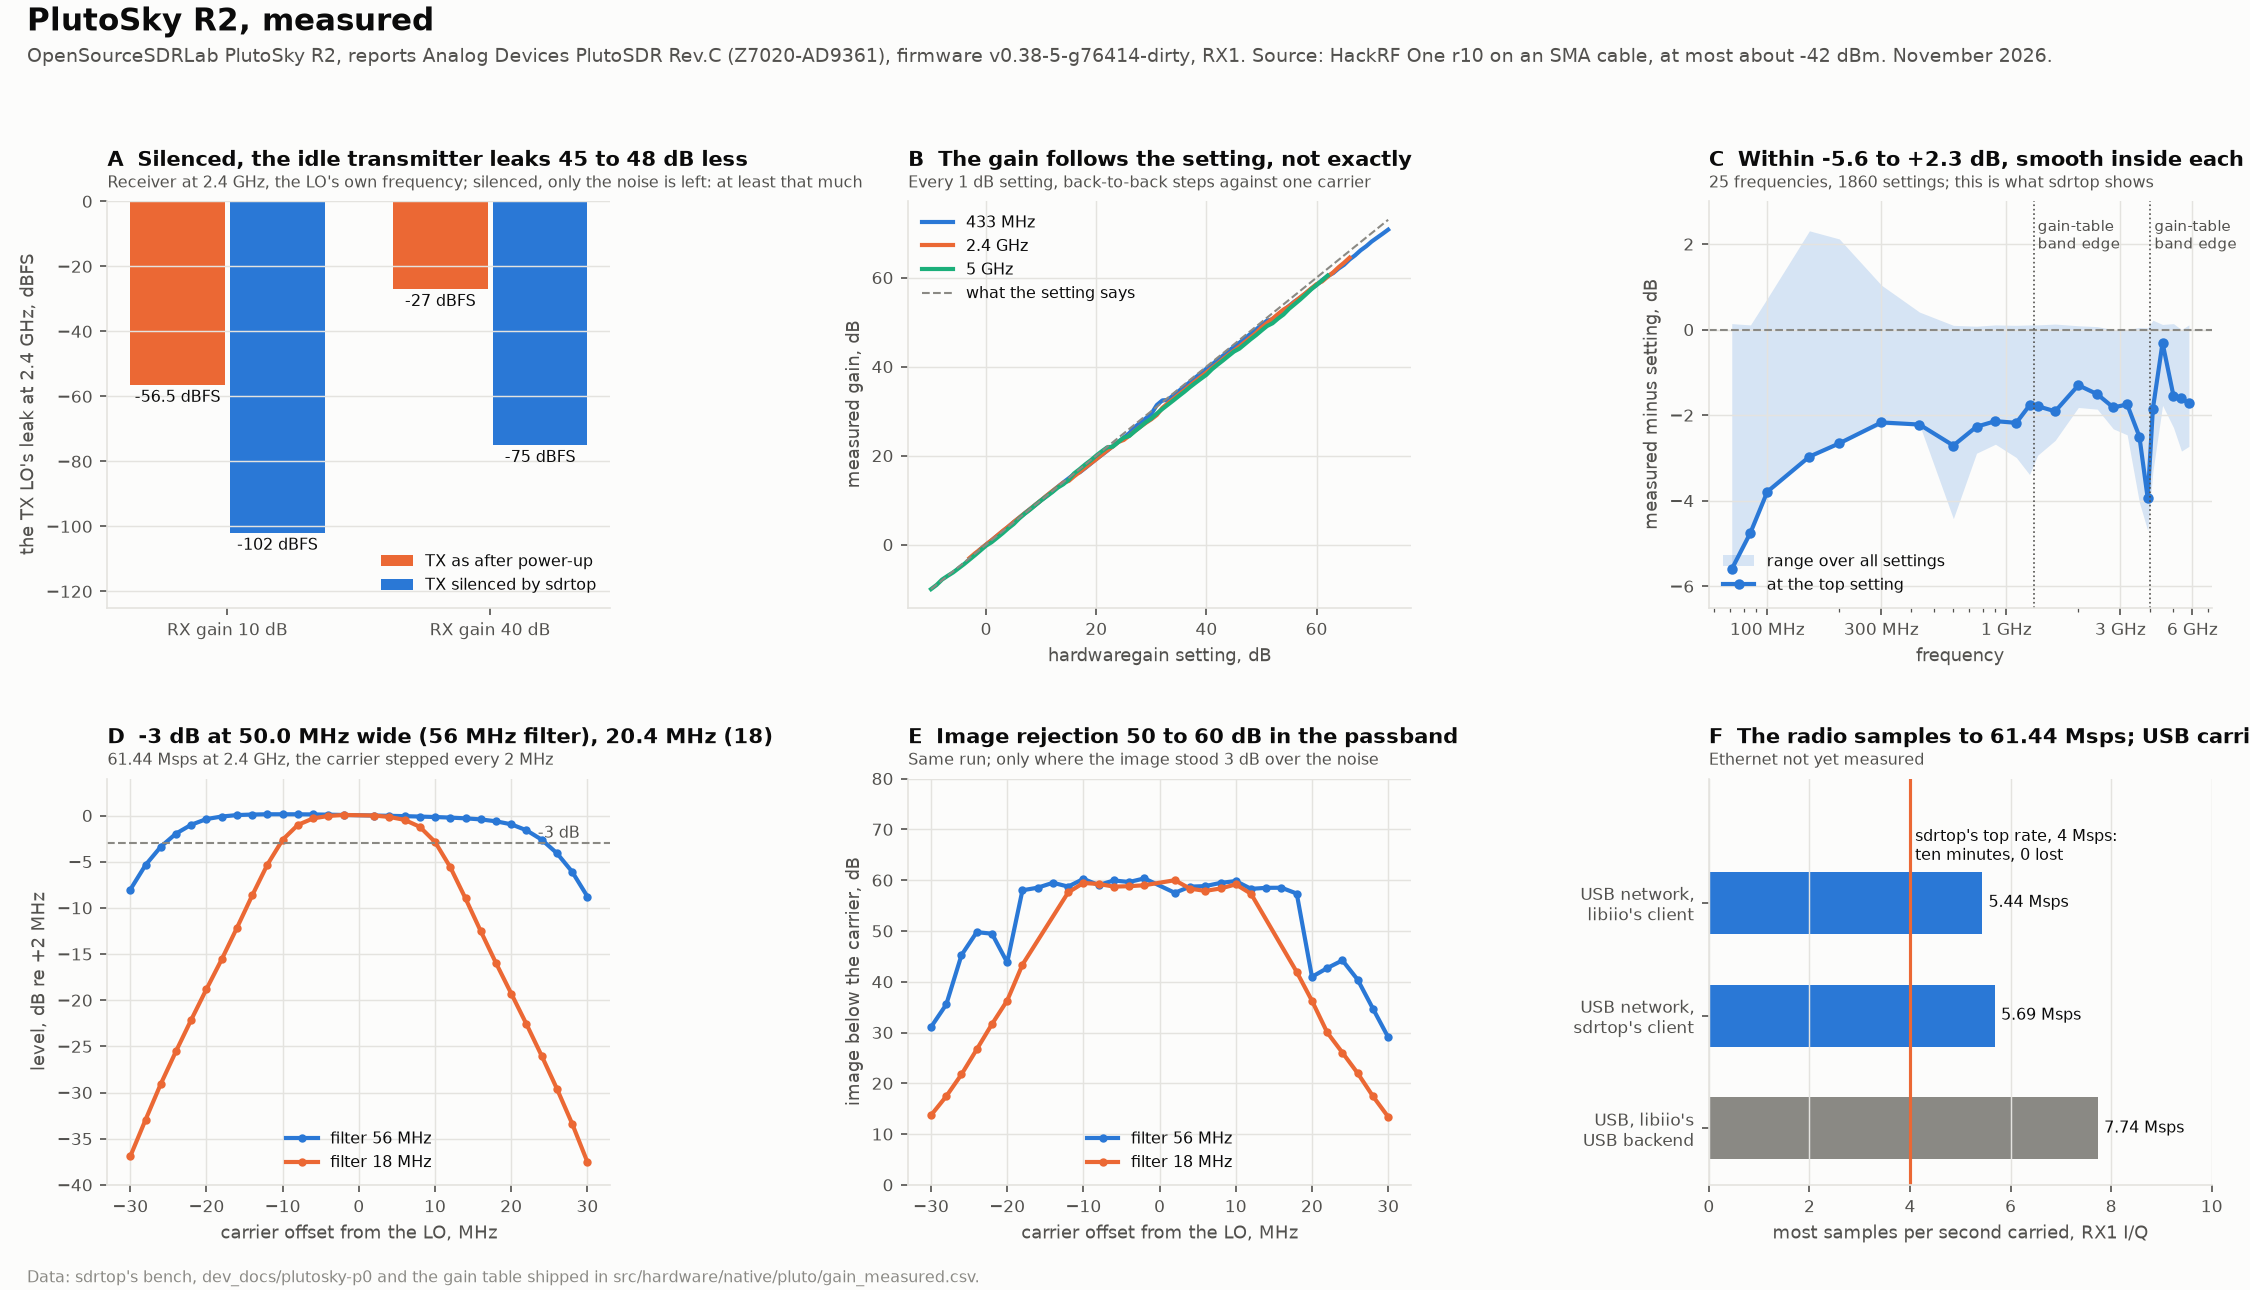 PlutoSky R2, measured
OpenSourceSDRLab PlutoSky R2, reports Analog Devices PlutoSDR Rev.C (Z7020-AD9361), firmware v0.38-5-g76414-dirty, RX1. Source: HackRF One r10 on an SMA cable, at most about -42 dBm. November 2026.
A Silenced, the idle transmitter leaks 45 to 48 dB less
Receiver at 2.4 GHz, the LO's own frequency; silenced, only the noise is left: at least that much
the TX LO's leak at 2.4 GHz, dBFS
0
−20
−40
−60
−80
−100
−120
-56.5 dBFS
-102 dBFS
-27 dBFS
-75 dBFS
TX as after power-up
TX silenced by sdrtop
RX gain 10 dB
RX gain 40 dB
B The gain follows the setting, not exactly
Every 1 dB setting, back-to-back steps against one carrier
measured gain, dB
60
40
20
0
433 MHz
2.4 GHz
5 GHz
what the setting says
0 20 40 60
hardwaregain setting, dB
C Within -5.6 to +2.3 dB, smooth inside each
25 frequencies, 1860 settings; this is what sdrtop shows
measured minus setting, dB
2
0
−2
−4
−6
gain-table
band edge
gain-table
band edge
range over all settings
at the top setting
100 MHz 300 MHz 1 GHz 3 GHz 6 GHz
frequency
D -3 dB at 50.0 MHz wide (56 MHz filter), 20.4 MHz (18)
61.44 Msps at 2.4 GHz, the carrier stepped every 2 MHz
level, dB re +2 MHz
0
−5
−10
−15
−20
−25
−30
−35
−40
-3 dB
filter 56 MHz
filter 18 MHz
−30 −20 −10 0 10 20 30
carrier offset from the LO, MHz
E Image rejection 50 to 60 dB in the passband
Same run; only where the image stood 3 dB over the noise
image below the carrier, dB
80
70
60
50
40
30
20
10
0
filter 56 MHz
filter 18 MHz
−30 −20 −10 0 10 20 30
carrier offset from the LO, MHz
F The radio samples to 61.44 Msps; USB carri
Ethernet not yet measured
sdrtop's top rate, 4 Msps:
ten minutes, 0 lost
USB network,
libiio's client
5.44 Msps
USB network,
sdrtop's client
5.69 Msps
USB, libiio's
USB backend
7.74 Msps
0 2 4 6 8 10
most samples per second carried, RX1 I/Q
Data: sdrtop's bench, dev_docs/plutosky-p0 and the gain table shipped in src/hardware/native/pluto/gain_measured.csv.